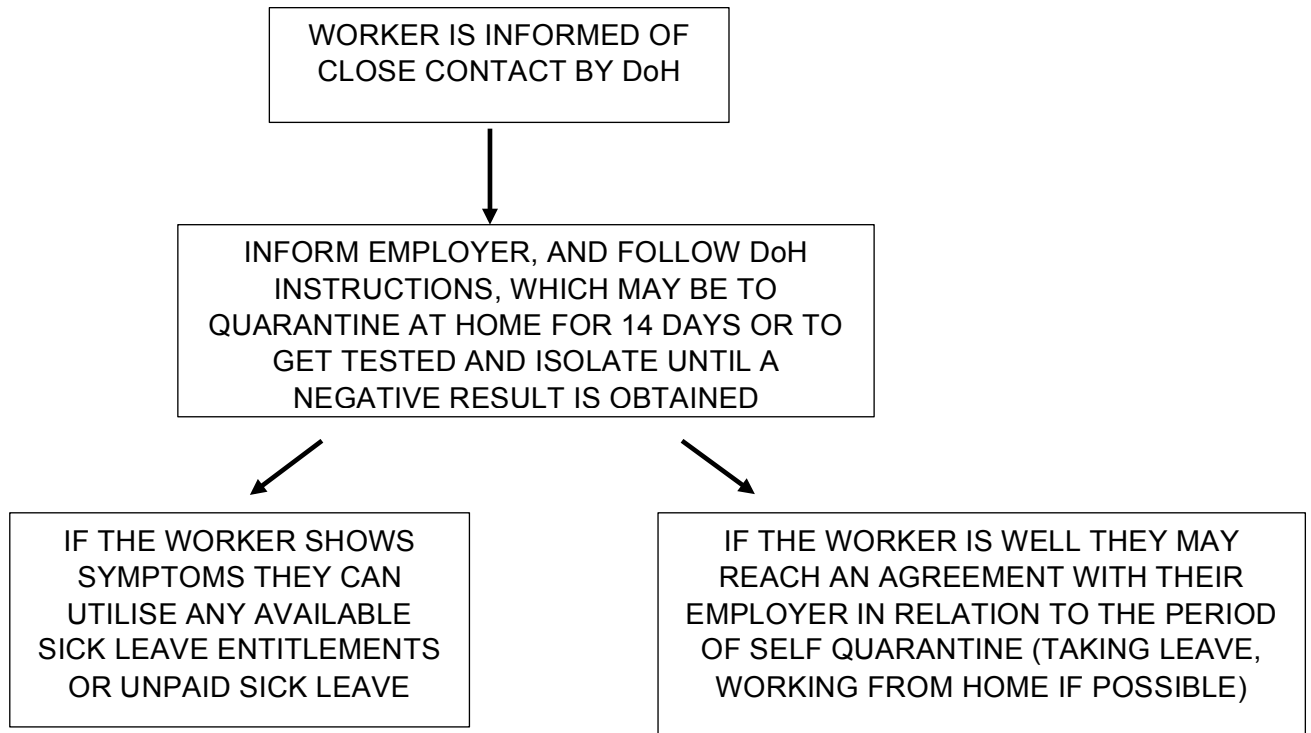 WORKER IS INFORMED OF
CLOSE CONTACT BY DoH
INFORM EMPLOYER, AND FOLLOW DoH
INSTRUCTIONS, WHICH MAY BE TO
QUARANTINE AT HOME FOR 14 DAYS OR TO
GET TESTED AND ISOLATE UNTIL A
NEGATIVE RESULT IS OBTAINED
IF THE WORKER SHOWS
SYMPTOMS THEY CAN
UTILISE ANY AVAILABLE
SICK LEAVE ENTITLEMENTS
OR UNPAID SICK LEAVE
IF THE WORKER IS WELL THEY MAY
REACH AN AGREEMENT WITH THEIR
EMPLOYER IN RELATION TO THE PERIOD
OF SELF QUARANTINE (TAKING LEAVE,
WORKING FROM HOME IF POSSIBLE)